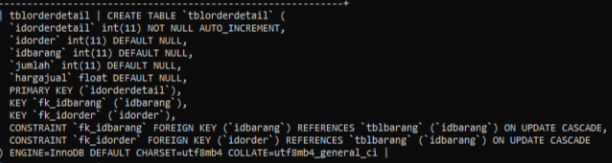 ------------------------------------------------------+
| tblorderdetail | CREATE TABLE `tblorderdetail` (
`idorderdetail` int(11) NOT NULL AUTO_INCREMENT,
`idorder` int(11) DEFAULT NULL,
`idbarang` int(11) DEFAULT NULL,
`jumlah` int(11) DEFAULT NULL,
`hargajual` float DEFAULT NULL,
PRIMARY KEY (`idorderdetail`),
KEY `fk_idbarang` (`idbarang`),
KEY `fk_idorder` (`idorder`),
CONSTRAINT `fk_idbarang` FOREIGN KEY (`idbarang`) REFERENCES `tblbarang` (`idbarang`) ON UPDATE CASCADE,
CONSTRAINT `fk_idorder` FOREIGN KEY (`idorder`) REFERENCES `tblorder` (`idorder`) ON UPDATE CASCADE
) ENGINE=InnoDB DEFAULT CHARSET=utf8mb4 COLLATE=utf8mb4_general_ci |